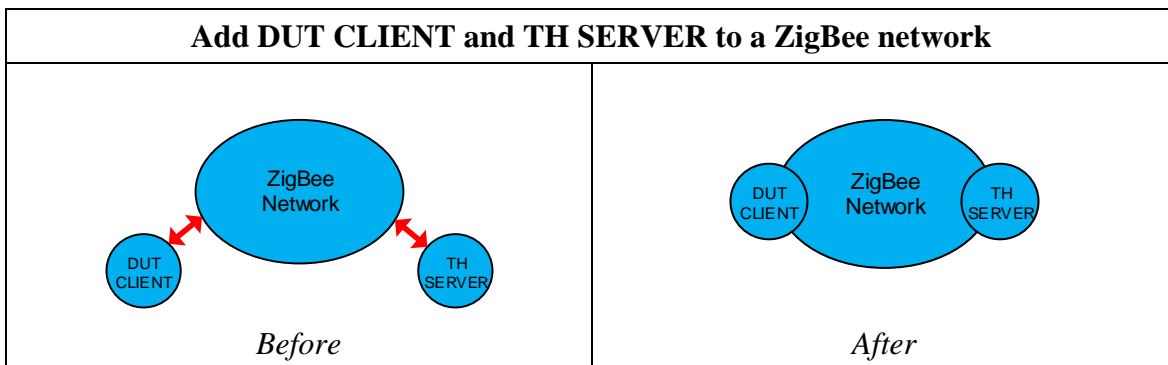 Add DUT CLIENT and TH SERVER to a ZigBee network
ZigBee
Network
DUT
CLIENT
TH
SERVER
Before
DUT
CLIENT
ZigBee
Network
TH
SERVER
After